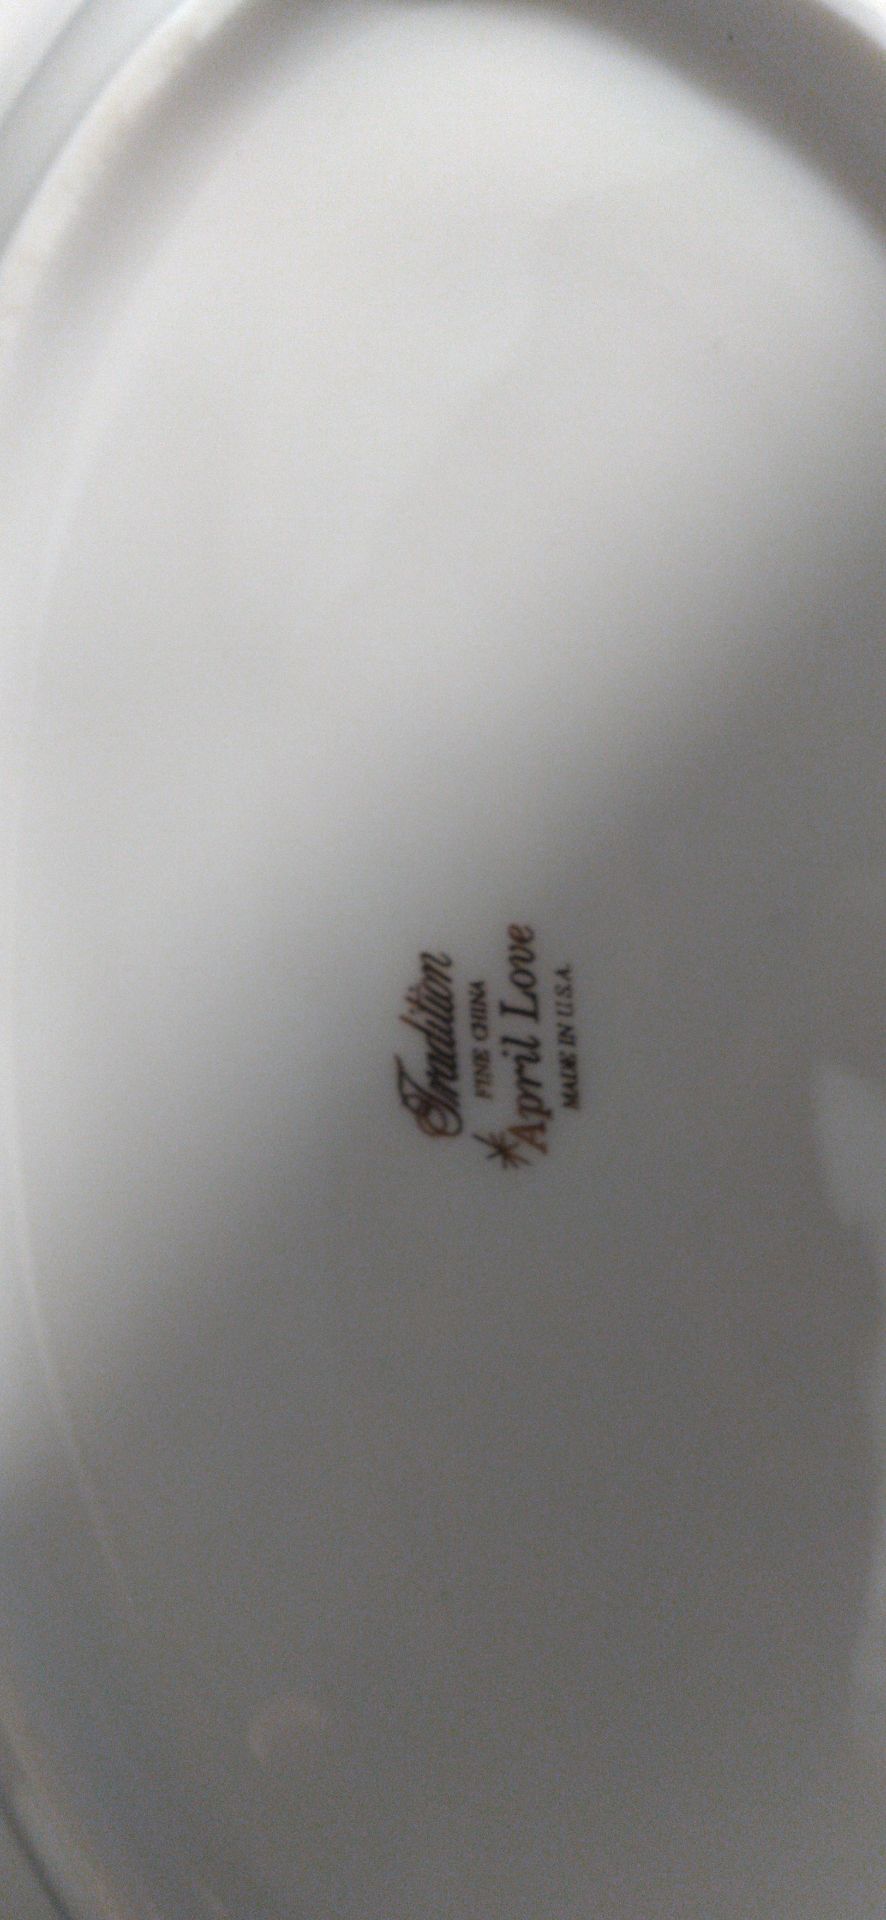 Tradition
FINE CHINA
April Love
MADE IN U.S.A.